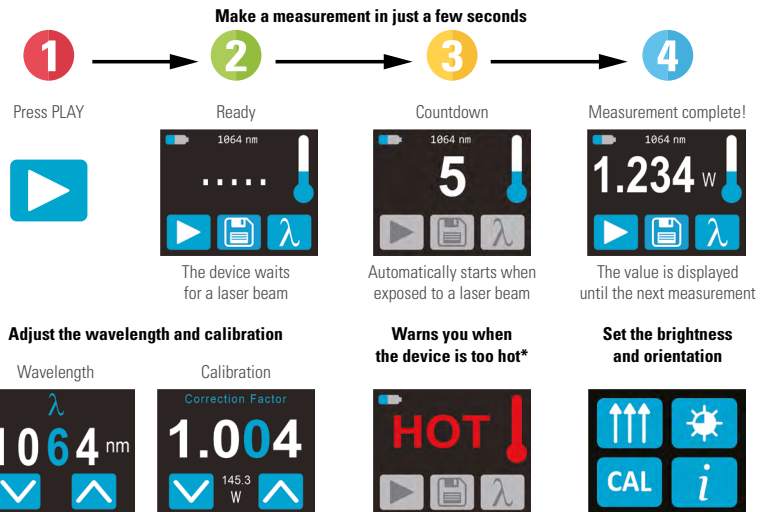 Make a measurement in just a few seconds
1
2
3
4
Press PLAY
Ready
Countdown
Measurement complete!
1064 nm
.....
λ
The device waits
for a laser beam
1064 nm
5
λ
Automatically starts when
exposed to a laser beam
1064 nm
1.234 W
λ
The value is displayed
until the next measurement
Adjust the wavelength and calibration
Wavelength
λ
1064 nm
Calibration
Correction Factor
1.004
145.3
W
Warns you when
the device is too hot*
HOT
λ
Set the brightness
and orientation
CAL
i